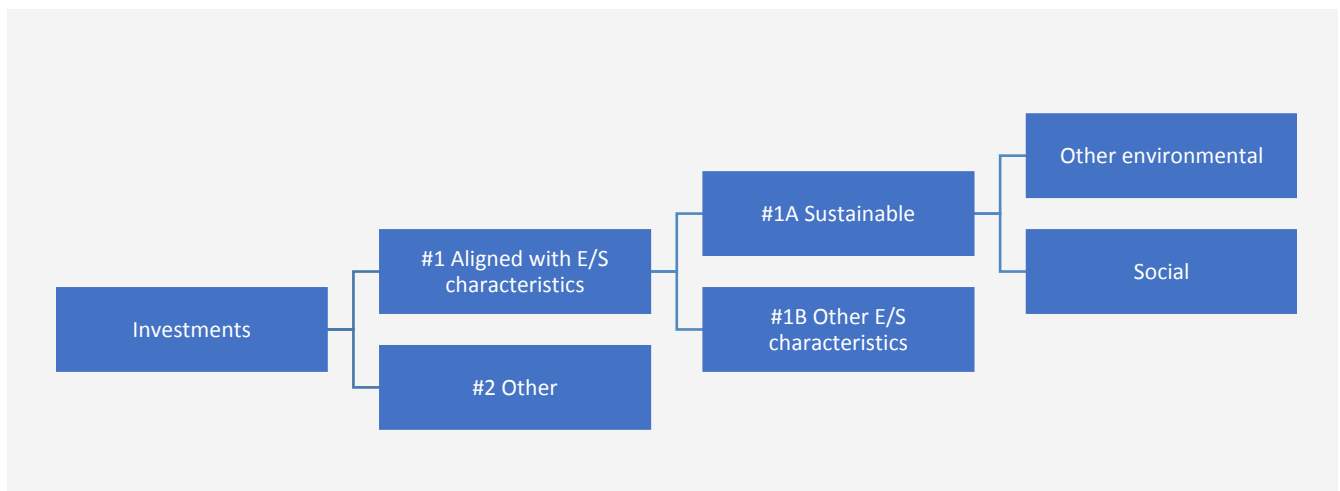 Investments
#1 Aligned with E/S
characteristics
#2 Other
#1A Sustainable
#1B Other E/S
characteristics
Other environmental
Social